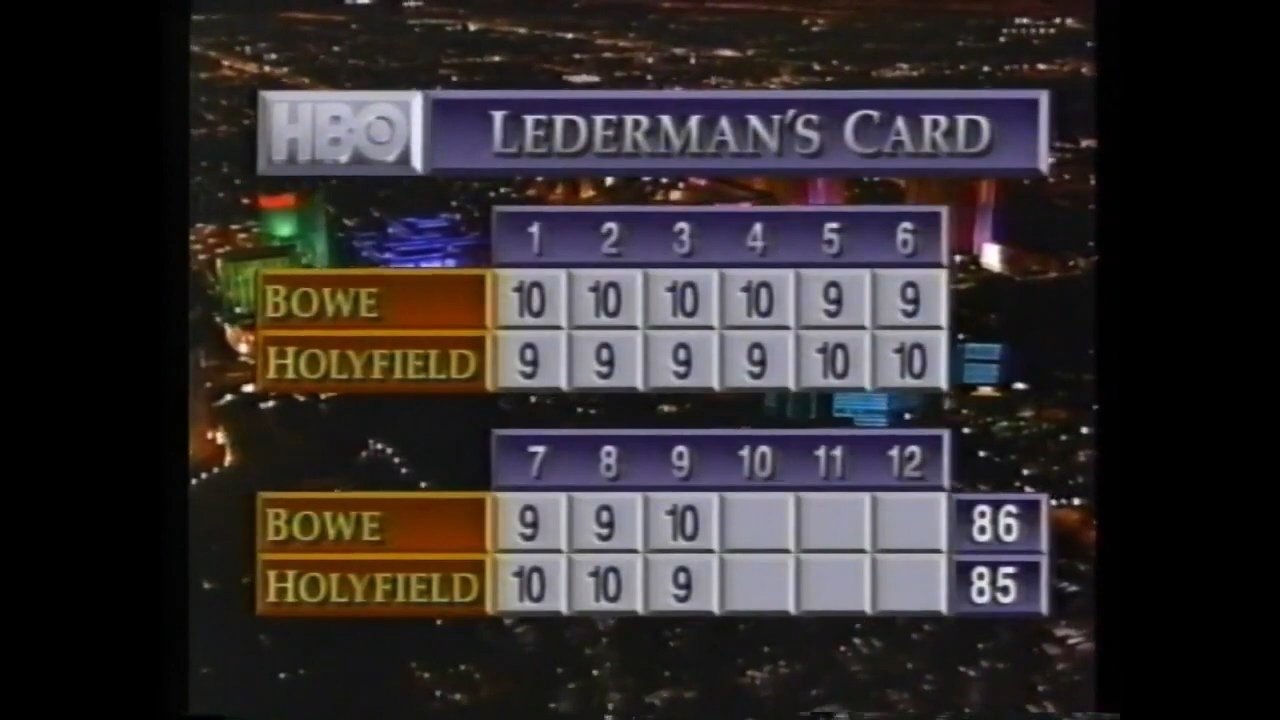 HBO LEDERMAN'S CARD
1 2 3 4 5 6
BOWE 10 10 10 10 9 9
HOLYFIELD 9 9 9 9 10 10
7 8 9 10 11 12
BOWE 9 9 10 86
HOLYFIELD 10 10 9 85